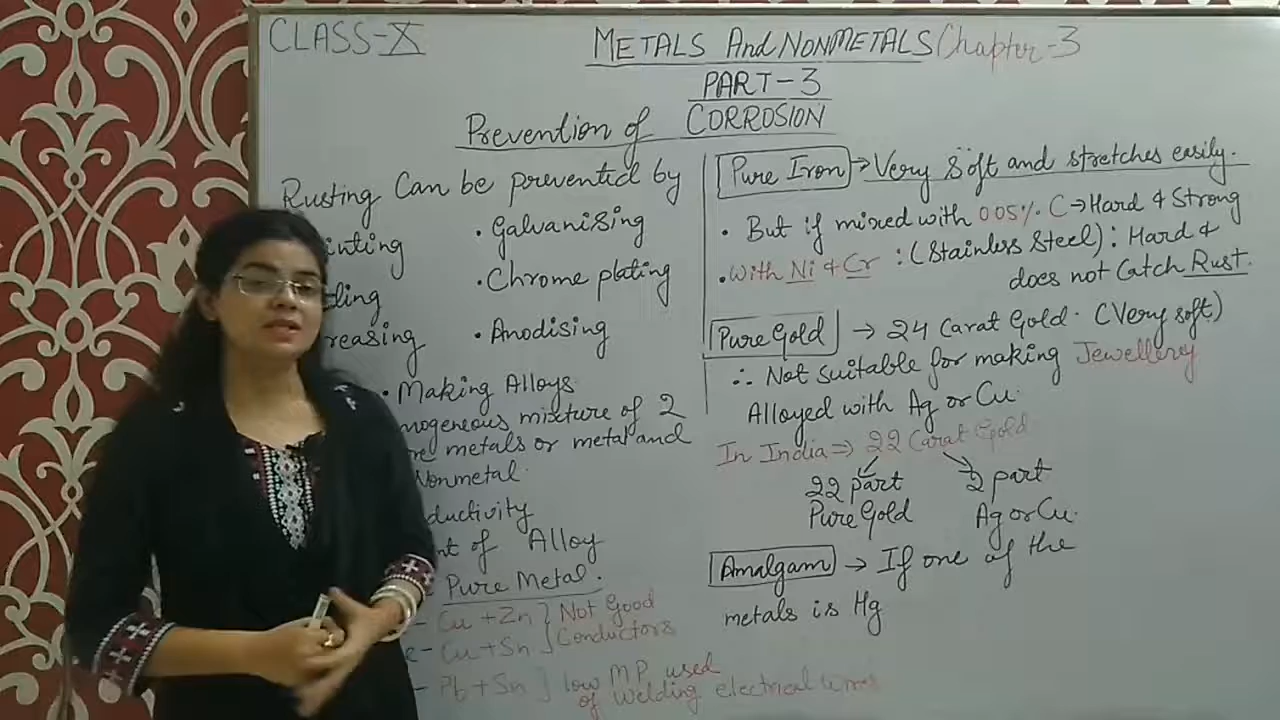 CLASS-X
METALS And NONMETALS Chapter-3
PART-3
Prevention of CORROSION
Rusting Can be prevented by
inting
• Galvanising
ling
• Chrome plating
reasing
• Anodising
• Making Alloys
mogeneous mixture of 2
re metals or metal and
Nonmetal
ductivity
nt of Alloy
Pure Metal.
- Cu + Zn } Not Good
e - Cu + Sn } Conductors
- Pb + Sn } low MP used
of welding electrical wires
Pure Iron → Very Soft and stretches easily.
• But if mixed with 005% C → Hard & Strong
• With Ni & Cr : (Stainless Steel) : Hard &
does not Catch Rust.
Pure Gold → 24 Carat Gold. (Very soft)
∴ Not suitable for making Jewellery
Alloyed with Ag or Cu.
In India ⇒ 22 Carat Gold
22 part 2 part
Pure Gold Ag or Cu.
Amalgam → If one of the
metals is Hg